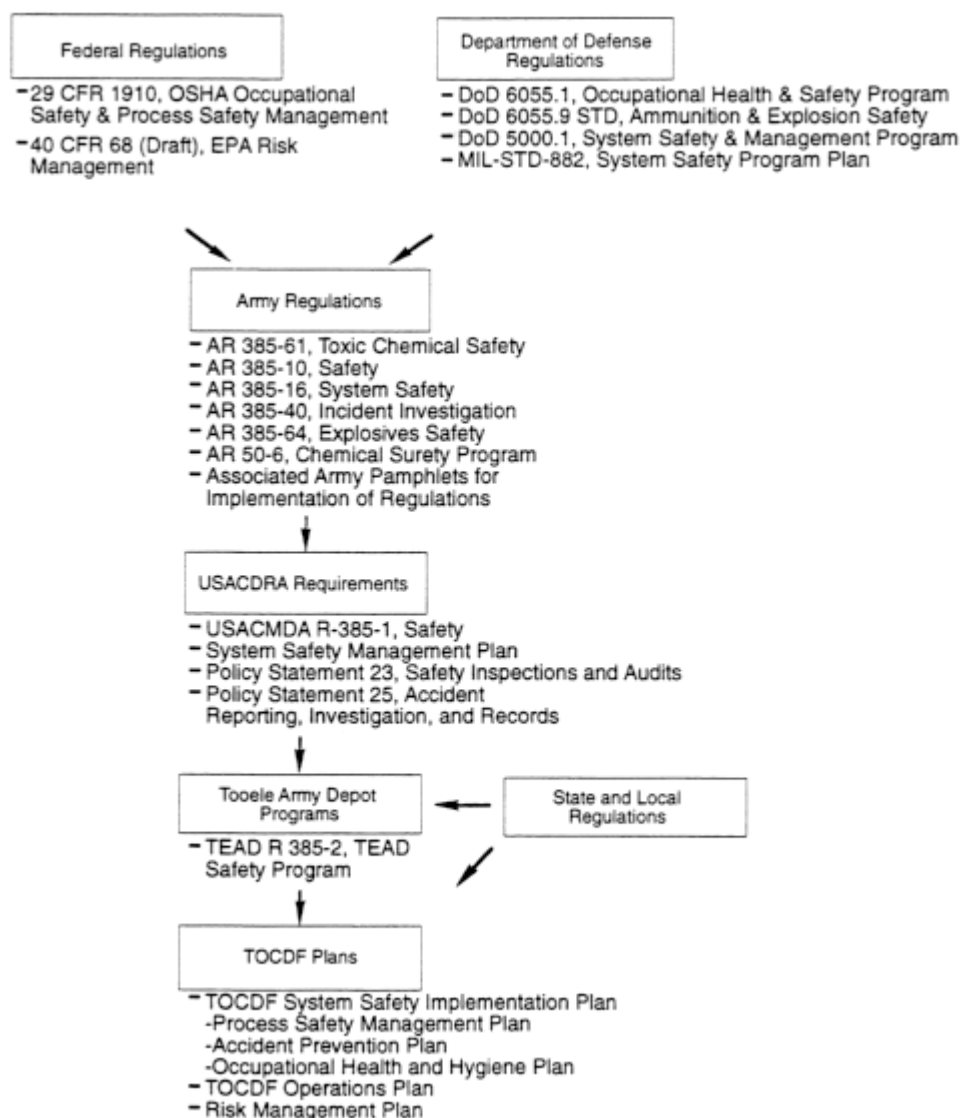 Federal Regulations
–29 CFR 1910, OSHA Occupational
Safety & Process Safety Management
–40 CFR 68 (Draft), EPA Risk
Management
Department of Defense
Regulations
– DoD 6055.1, Occupational Health & Safety Program
– DoD 6055.9 STD, Ammunition & Explosion Safety
– DoD 5000.1, System Safety & Management Program
– MIL-STD-882, System Safety Program Plan
Army Regulations
– AR 385-61, Toxic Chemical Safety
– AR 385-10, Safety
– AR 385-16, System Safety
– AR 385-40, Incident Investigation
– AR 385-64, Explosives Safety
– AR 50-6, Chemical Surety Program
– Associated Army Pamphlets for
Implementation of Regulations
USACDRA Requirements
– USACMDA R-385-1, Safety
– System Safety Management Plan
– Policy Statement 23, Safety Inspections and Audits
– Policy Statement 25, Accident
Reporting, Investigation, and Records
Tooele Army Depot
Programs
– TEAD R 385-2, TEAD
Safety Program
State and Local
Regulations
TOCDF Plans
– TOCDF System Safety Implementation Plan
-Process Safety Management Plan
-Accident Prevention Plan
-Occupational Health and Hygiene Plan
– TOCDF Operations Plan
– Risk Management Plan